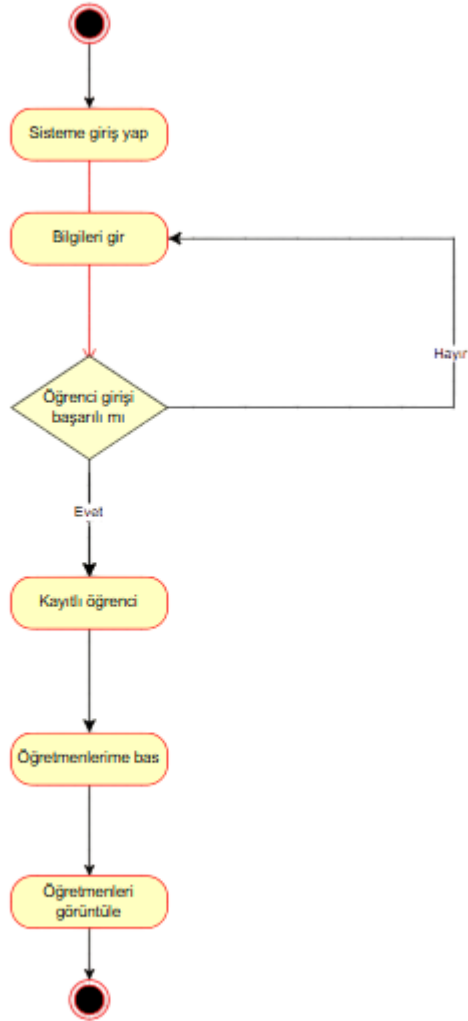 Sisteme giriş yap
Bilgileri gir
Hayır
Öğrenci girişi
başarılı mı
Evet
Kayıtlı öğrenci
Öğretmenlerime bas
Öğretmenleri
görüntüle